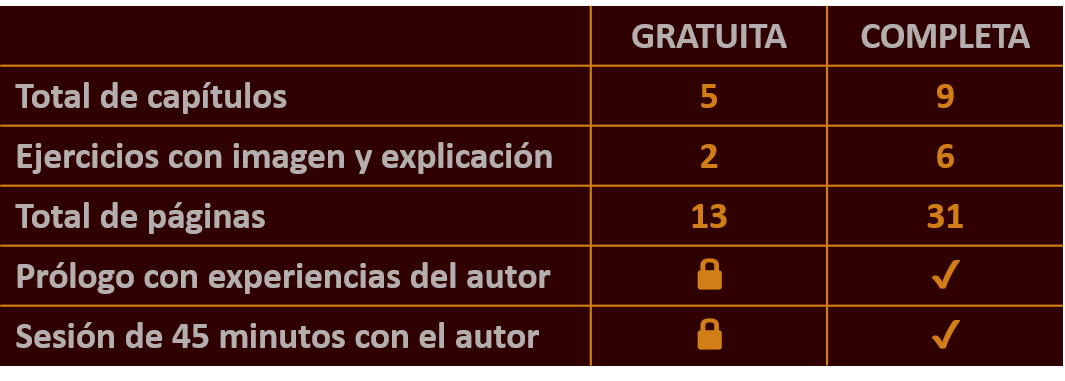 GRATUITA COMPLETA
Total de capítulos 5 9
Ejercicios con imagen y explicación 2 6
Total de páginas 13 31
Prólogo con experiencias del autor
Sesión de 45 minutos con el autor